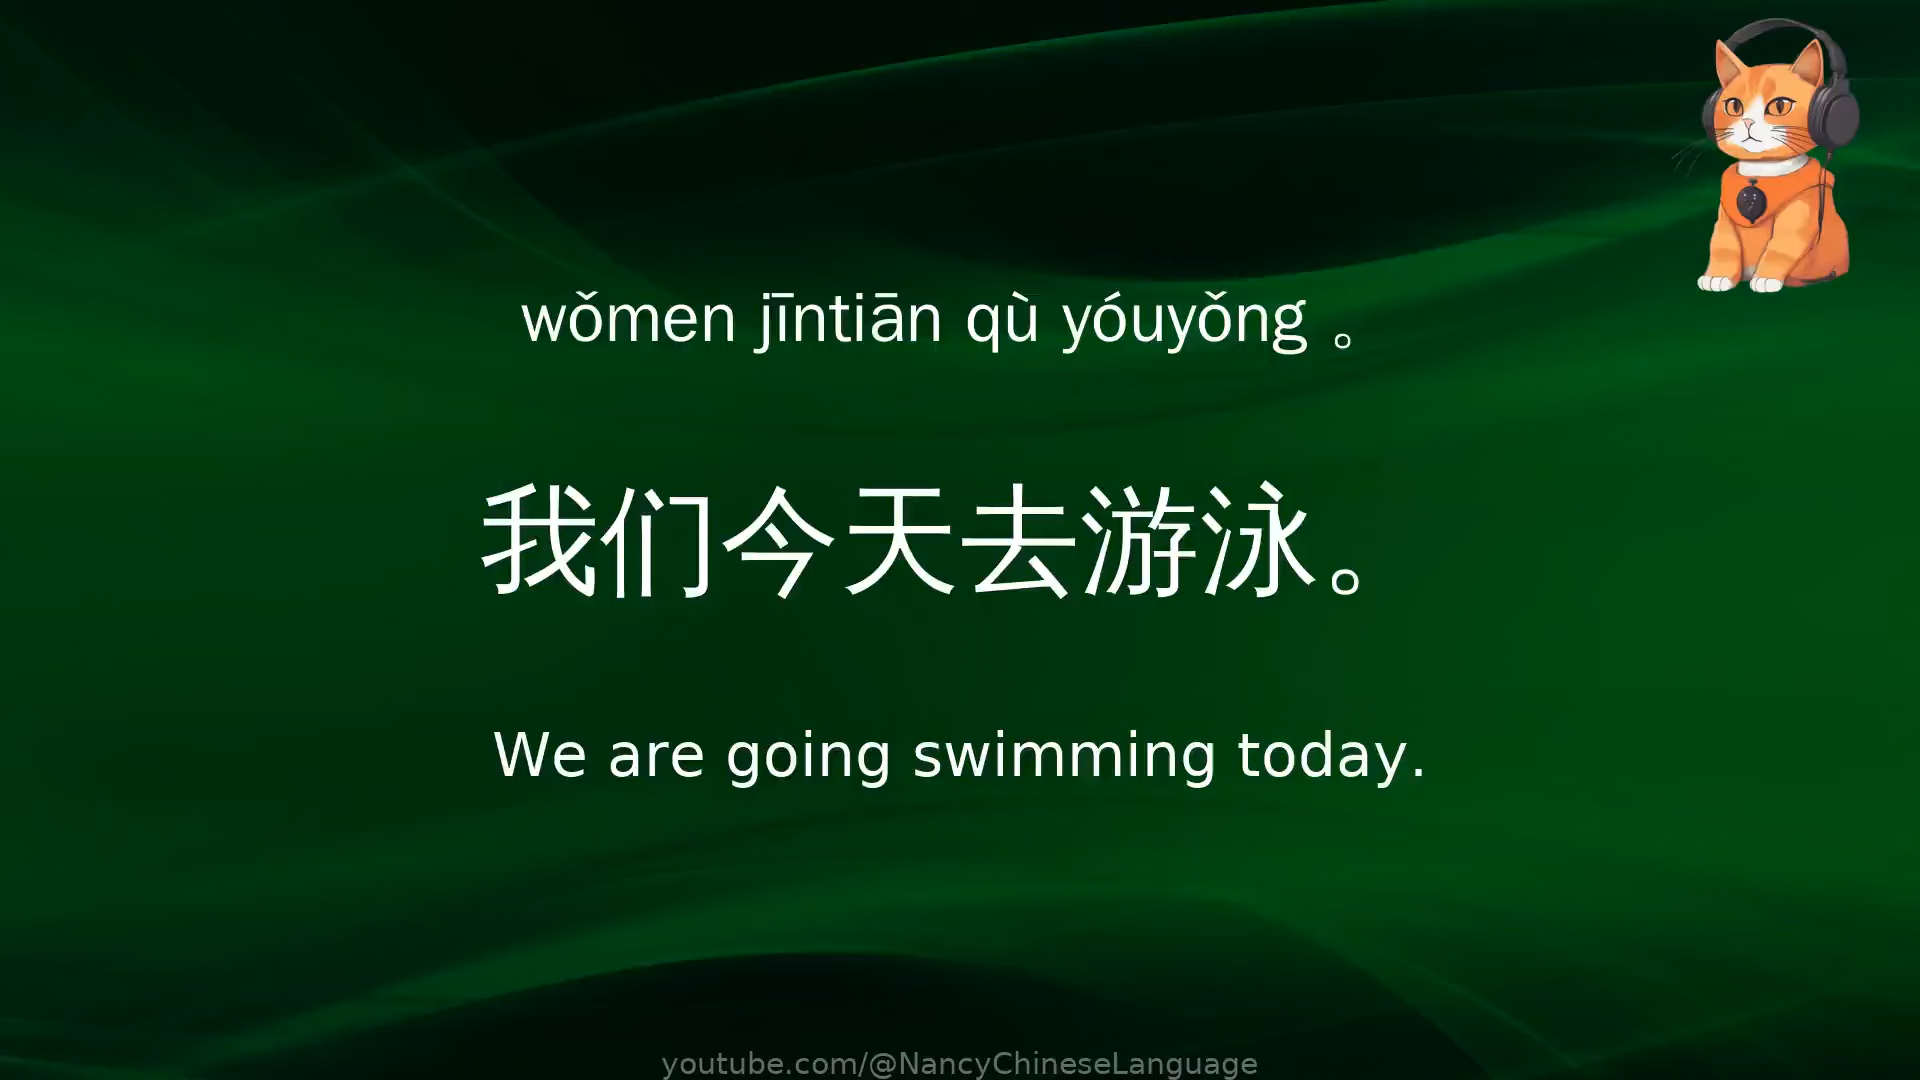 wǒmen jīntiān qù yóuyǒng 。
我们今天去游泳。
We are going swimming today.
youtube.com/@NancyChineseLanguage